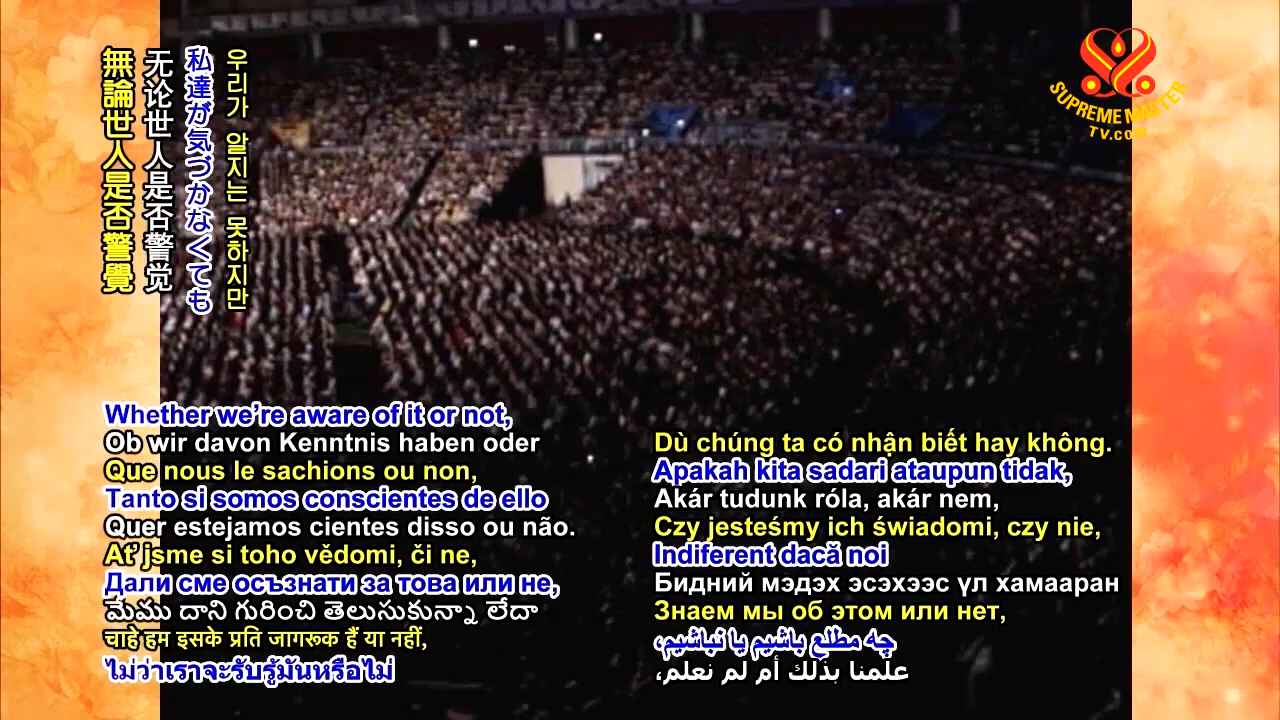 無論世人是否警覺
无论世人是否警觉
私達が気づかなくても
우리가 알지는 못하지만
SUPREME MASTER
TV.com
Whether we're aware of it or not,
Ob wir davon Kenntnis haben oder
Que nous le sachions ou non,
Tanto si somos conscientes de ello
Quer estejamos cientes disso ou não.
Ať jsme si toho vědomi, či ne,
Дали сме осъзнати за това или не,
మేము దాని గురించి తెలుసుకున్నా లేదా
चाहे हम इसके प्रति जागरूक हैं या नहीं,
ไม่ว่าเราจะรับรู้มันหรือไม่
Dù chúng ta có nhận biết hay không.
Apakah kita sadari ataupun tidak,
Akár tudunk róla, akár nem,
Czy jesteśmy ich świadomi, czy nie,
Indiferent dacă noi
Бидний мэдэх эсэхээс үл хамааран
Знаем мы об этом или нет,
چه مطلع باشیم یا نباشیم،
علمنا بذلك أم لم نعلم،